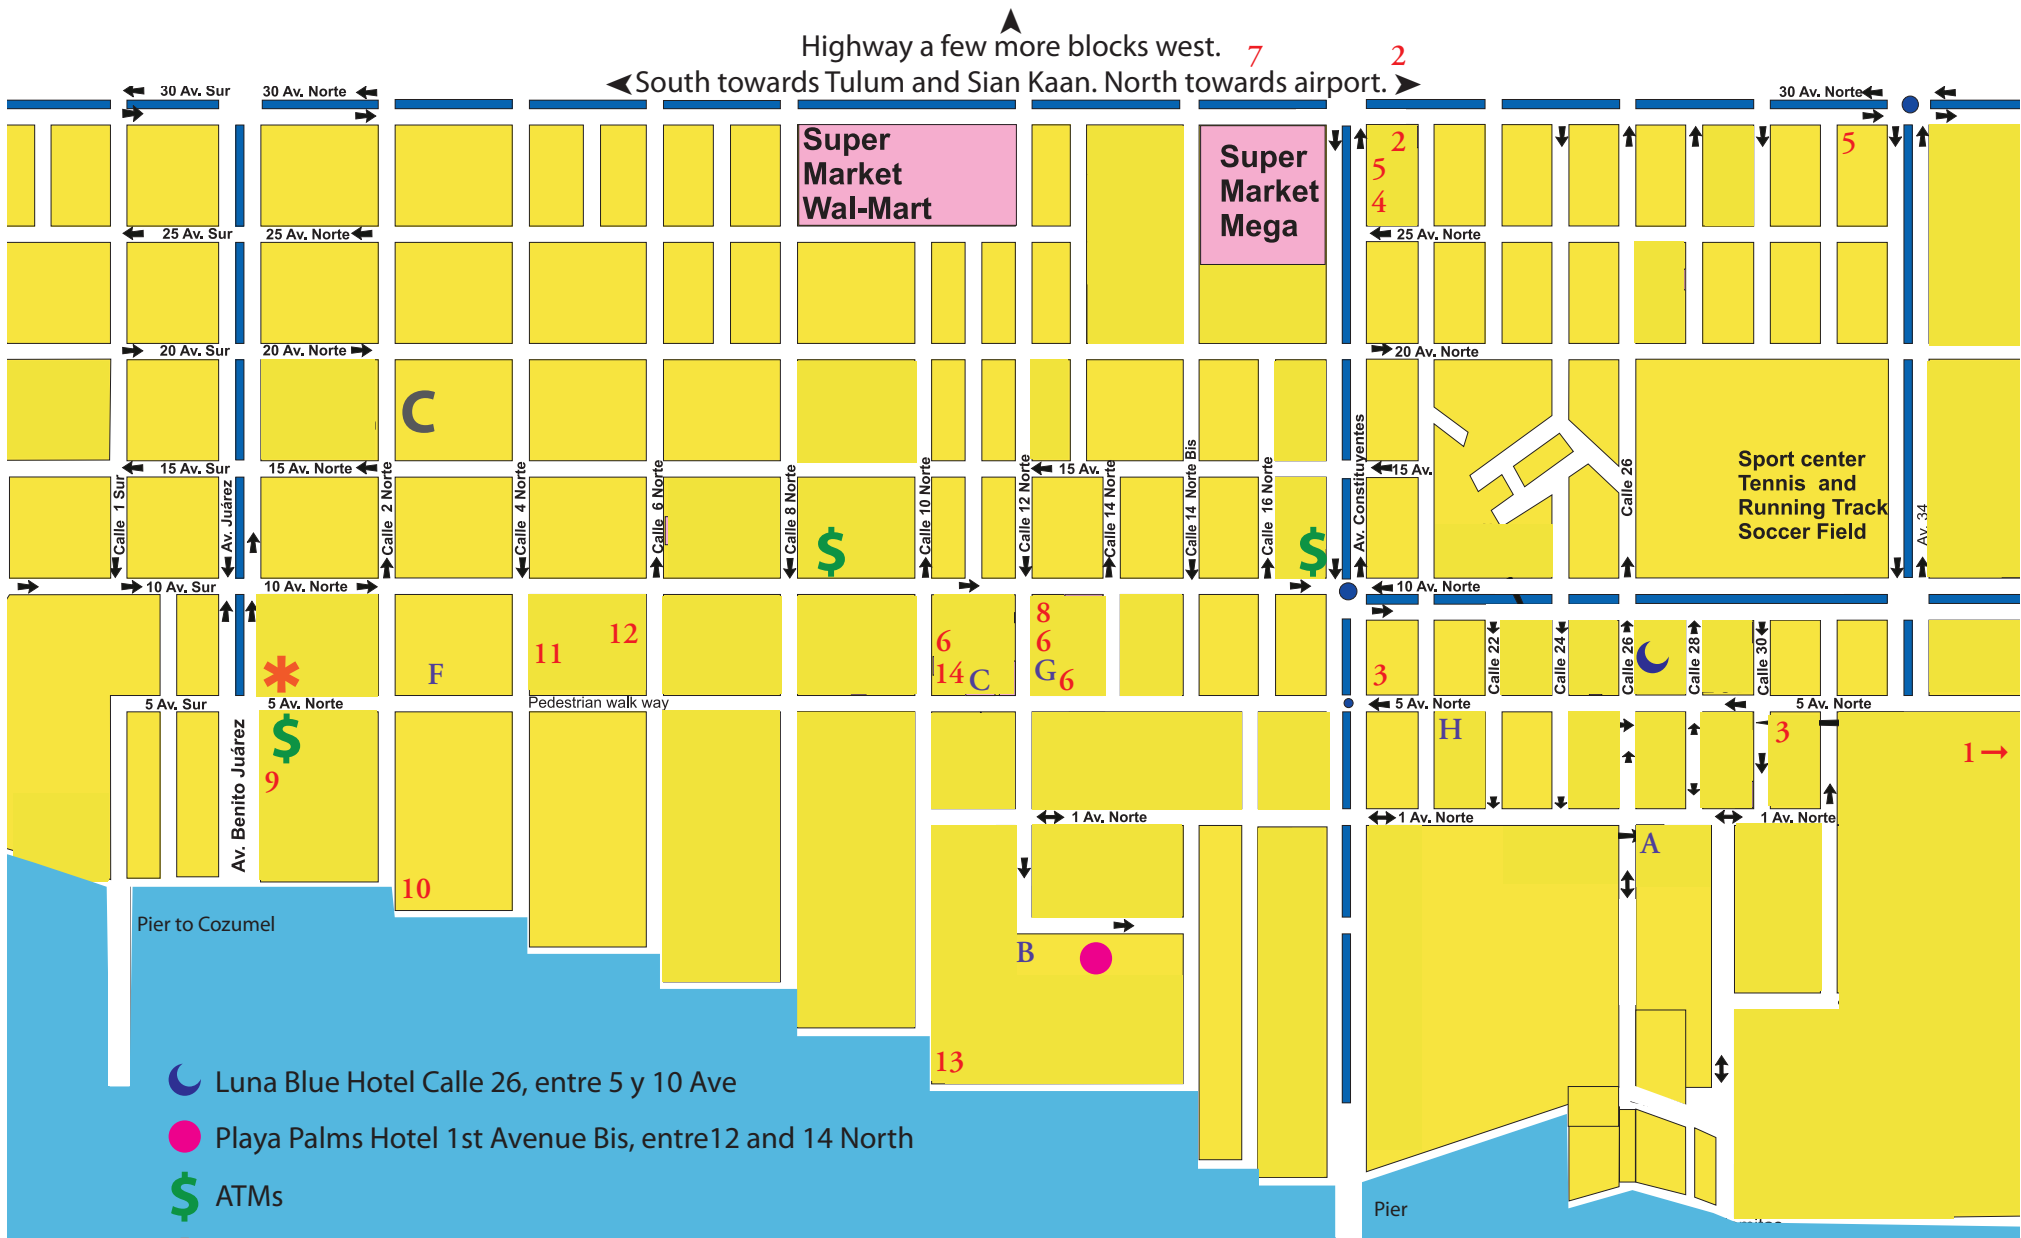 Highway a few more blocks west.
7
2
South towards Tulum and Sian Kaan. North towards airport.
30 Av. Sur
30 Av. Norte
30 Av. Norte
Super
Market
Wal-Mart
Super
Market
Mega
2
5
4
5
25 Av. Sur
25 Av. Norte
25 Av. Norte
20 Av. Sur
20 Av. Norte
20 Av. Norte
C
15 Av. Sur
15 Av. Norte
15 Av.
15 Av.
Calle 1 Sur
Av. Juárez
Calle 2 Norte
Calle 4 Norte
Calle 6 Norte
Calle 8 Norte
Calle 10 Norte
Calle 12 Norte
Calle 14 Norte
Calle 14 Norte Bis
Calle 16 Norte
Av. Constituyentes
Calle 26
Sport center
Tennis and
Running Track
Soccer Field
Av. 34
$
$
10 Av. Sur
10 Av. Norte
10 Av. Norte
*
F
11
12
6
14
C
8
6
G
6
3
Calle 22
Calle 24
Calle 26
Calle 28
Calle 30
5 Av. Sur
5 Av. Norte
Pedestrian walk way
5 Av. Norte
5 Av. Norte
$
9
Av. Benito Juárez
H
3
1
1 Av. Norte
1 Av. Norte
1 Av. Norte
A
10
Pier to Cozumel
B
13
Luna Blue Hotel Calle 26, entre 5 y 10 Ave
Playa Palms Hotel 1st Avenue Bis, entre12 and 14 North
$ ATMs
Pier